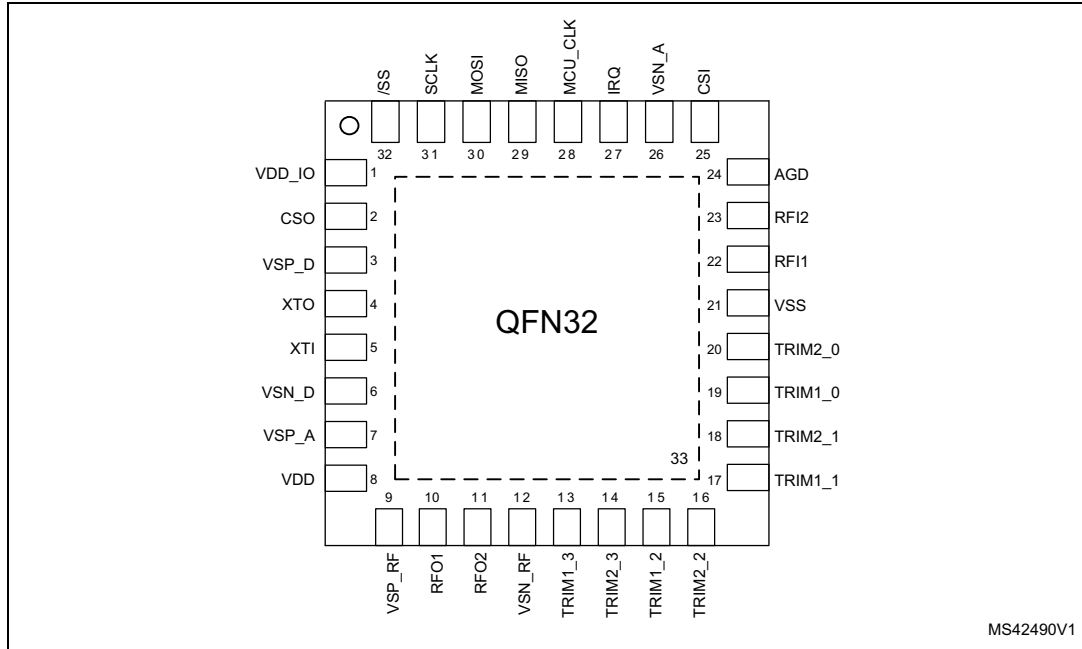 /SS
SCLK
MOSI
MISO
MCU_CLK
IRQ
VSN_A
CSI
32 31 30 29 28 27 26 25
VDD_IO 1
CSO 2
VSP_D 3
XTO 4
XTI 5
VSN_D 6
VSP_A 7
VDD 8
QFN32
24 AGD
23 RFI2
22 RFI1
21 VSS
20 TRIM2_0
19 TRIM1_0
18 TRIM2_1
17 TRIM1_1
33
9 10 11 12 13 14 15 16
VSP_RF
RFO1
RFO2
VSN_RF
TRIM1_3
TRIM2_3
TRIM1_2
TRIM2_2
MS42490V1